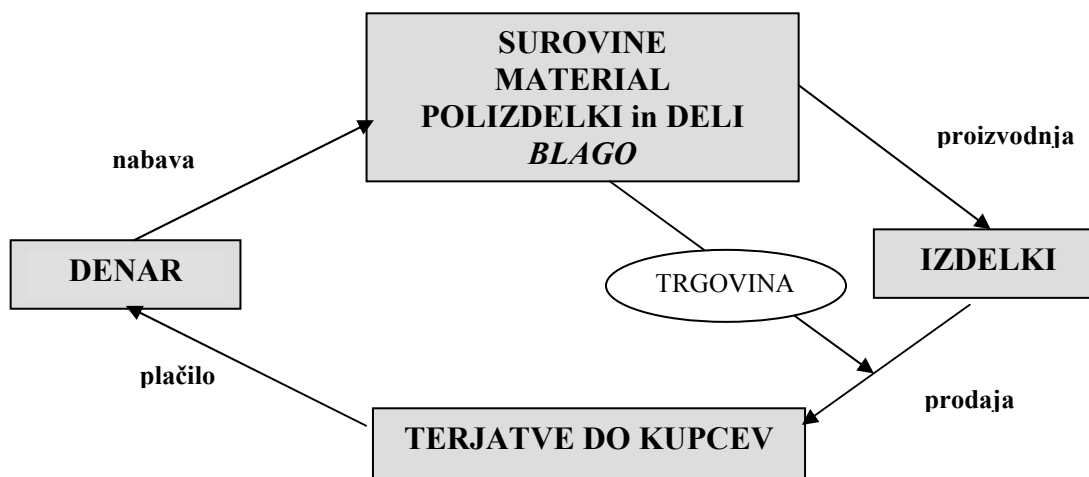 SUROVINE
MATERIAL
POLIZDELKI in DELI
BLAGO
nabava
proizvodnja
DENAR
TRGOVINA
IZDELKI
plačilo
prodaja
TERJATVE DO KUPCEV